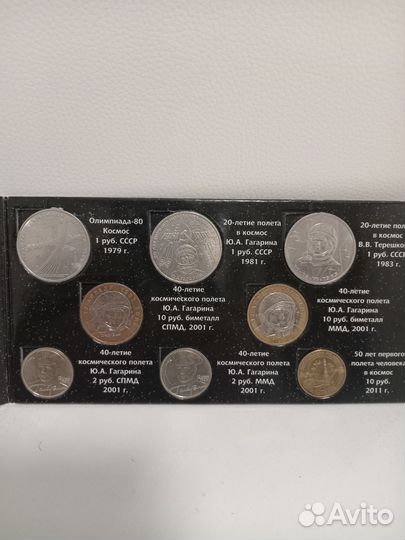 Олимпиада-80
Космос
1 руб. СССР
1979 г.
20-летие полета
в космос
Ю.А. Гагарина
1 руб. СССР
1981 г.
20-летие полета
в космос
В.В. Терешко
1 руб. СССР
1983 г.
40-летие
космического полета
Ю.А. Гагарина
10 руб. биметалл
СПМД, 2001 г.
40-летие
космического полета
Ю.А. Гагарина
10 руб. биметалл
ММД, 2001 г.
40-летие
космического полета
Ю.А. Гагарина
2 руб. СПМД
2001 г.
40-летие
космического полета
Ю.А. Гагарина
2 руб. ММД
2001 г.
50 лет первого
полета человека
в космос
10 руб.
2011 г.
Avito